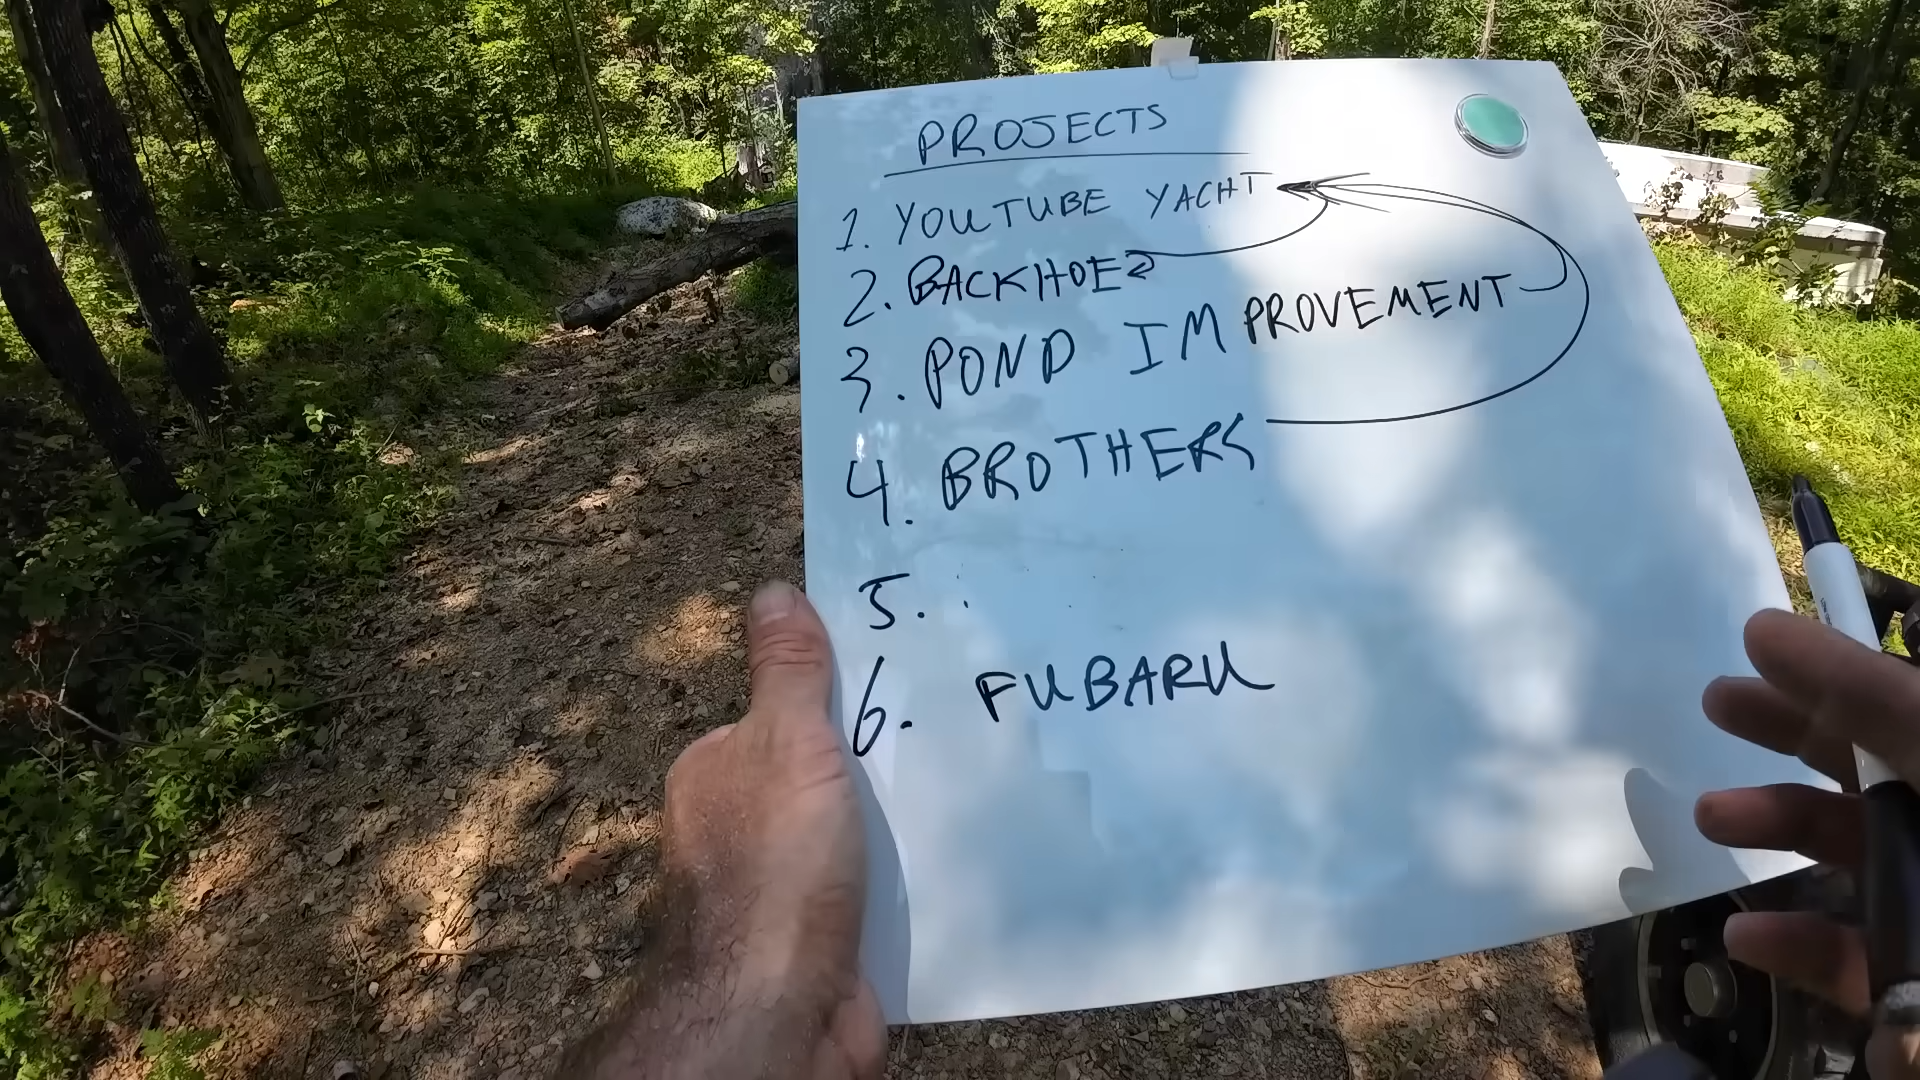 PROJECTS
1. YOUTUBE YACHT
2. BACKHOE
3. POND IMPROVEMENT
4. BROTHERS
5.
6. FUBARU